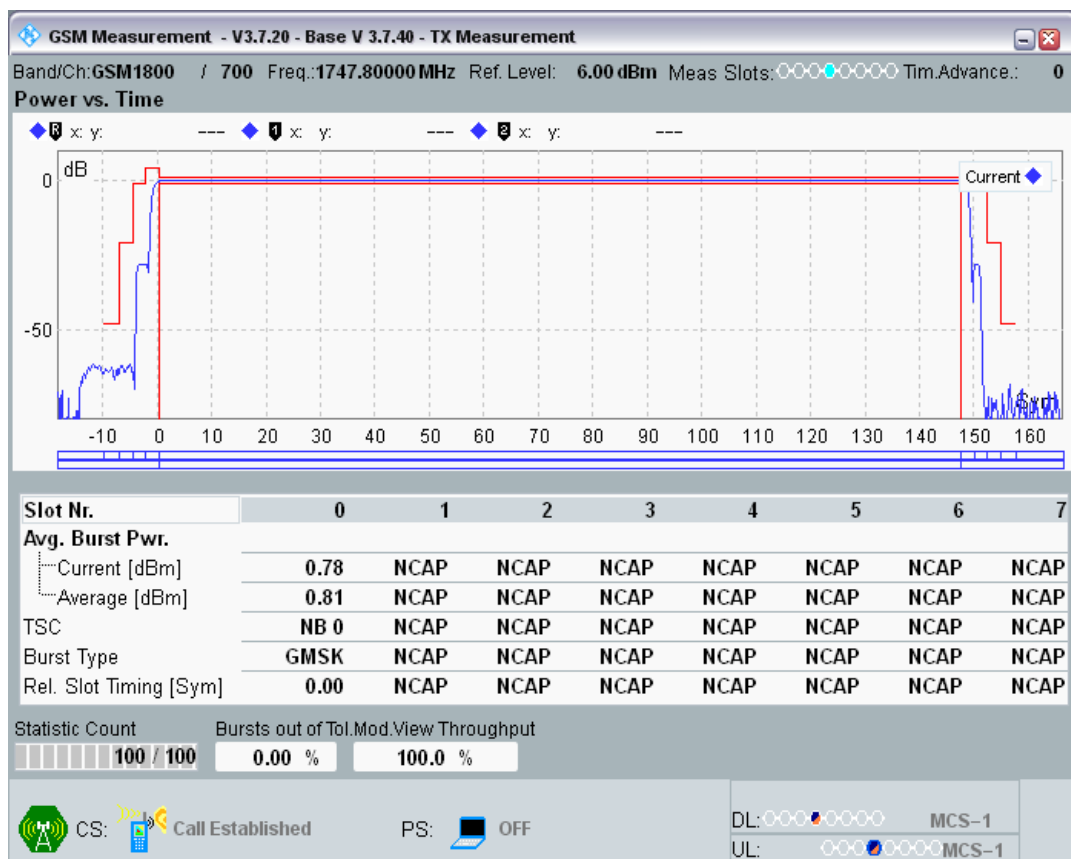 GSM Measurement - V3.7.20 - Base V 3.7.40 - TX Measurement
Band/Ch:GSM1800 / 700 Freq.:1747.80000 MHz Ref. Level: 6.00 dBm Meas Slots: Tim.Advance.: 0
Power vs. Time
R x: y: --- 1 x: y: --- 2 x: y: ---
dB
Current
0
-50
Sym
-10 0 10 20 30 40 50 60 70 80 90 100 110 120 130 140 150 160
Slot Nr. 0 1 2 3 4 5 6 7
Avg. Burst Pwr.
Current [dBm] 0.78 NCAP NCAP NCAP NCAP NCAP NCAP NCAP
Average [dBm] 0.81 NCAP NCAP NCAP NCAP NCAP NCAP NCAP
TSC NB 0 NCAP NCAP NCAP NCAP NCAP NCAP NCAP
Burst Type GMSK NCAP NCAP NCAP NCAP NCAP NCAP NCAP
Rel. Slot Timing [Sym] 0.00 NCAP NCAP NCAP NCAP NCAP NCAP NCAP
Statistic Count Bursts out of Tol.Mod.View Throughput
100 / 100 0.00 % 100.0 %
CS: Call Established PS: OFF
DL: MCS-1
UL: MCS-1